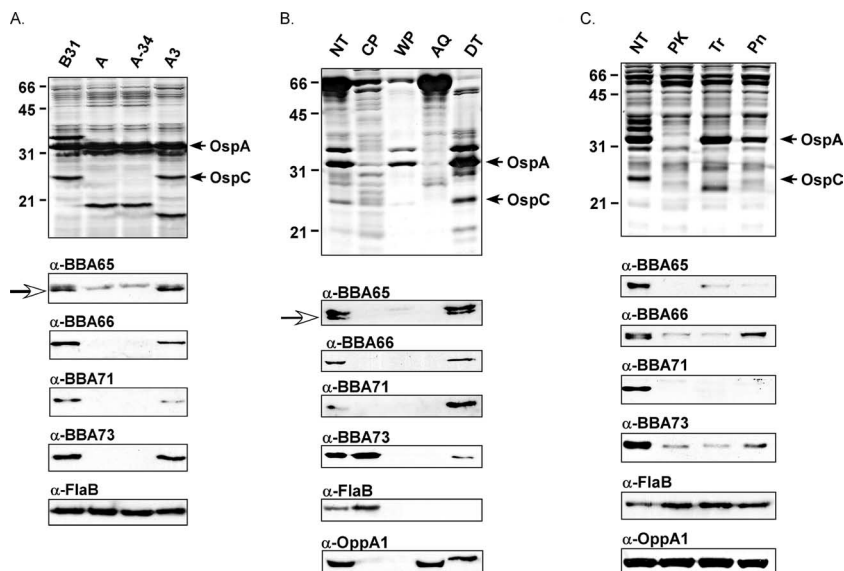 A.
B31 A A-34 A3
66
45
31
21
OspA
OspC
α-BBA65
α-BBA66
α-BBA71
α-BBA73
α-FlaB
B.
NT CP WP AQ DT
66
45
31
21
OspA
OspC
α-BBA65
α-BBA66
α-BBA71
α-BBA73
α-FlaB
α-OppA1
C.
NT PK Tr Pn
66
45
31
21
OspA
OspC
α-BBA65
α-BBA66
α-BBA71
α-BBA73
α-FlaB
α-OppA1